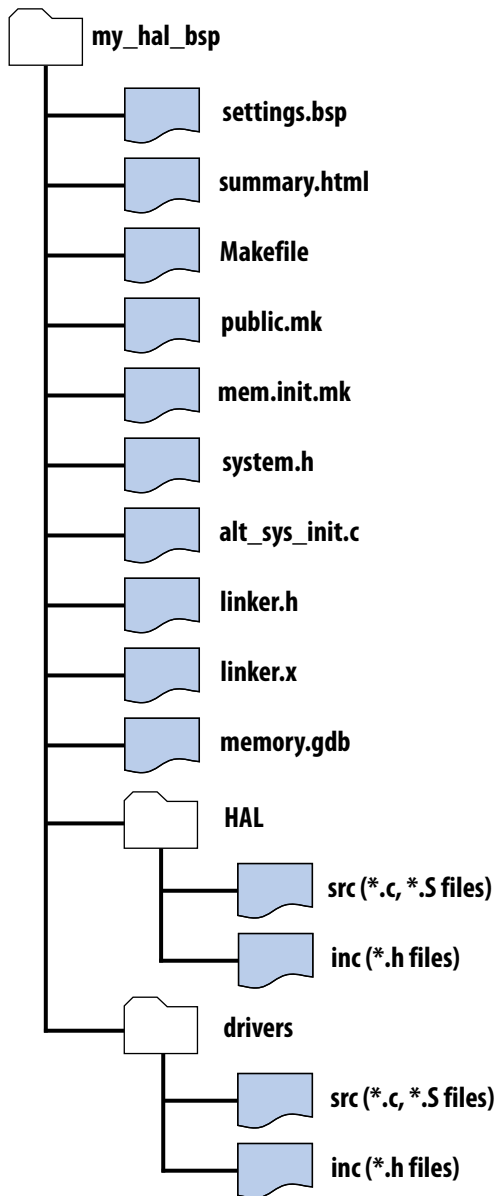 my_hal_bsp
settings.bsp
summary.html
Makefile
public.mk
mem.init.mk
system.h
alt_sys_init.c
linker.h
linker.x
memory.gdb
HAL
src (*.c, *.S files)
inc (*.h files)
drivers
src (*.c, *.S files)
inc (*.h files)